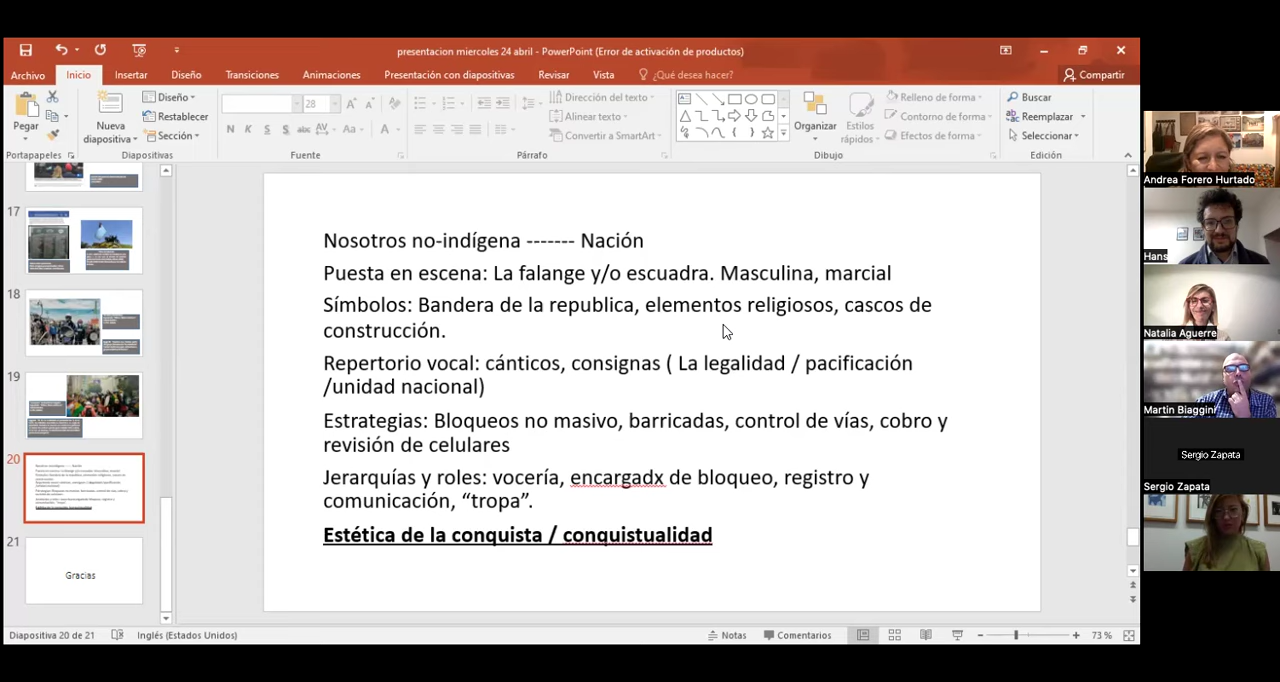 presentacion miercoles 24 abril - PowerPoint (Error de activación de productos)
Archivo Inicio Insertar Diseño Transiciones Animaciones Presentación con diapositivas Revisar Vista ¿Qué desea hacer? Compartir
Pegar
Portapapeles
Nueva diapositiva
Diseño
Restablecer
Sección
Diapositivas
28
N K S S abc AV Aa A
Fuente
Dirección del texto
Alinear texto
Convertir a SmartArt
Párrafo
Organizar
Estilos rápidos
Relleno de forma
Contorno de forma
Efectos de forma
Dibujo
Buscar
Reemplazar
Seleccionar
Edición
17
18
19
20
21
Gracias
Nosotros no-indígena ------- Nación
Puesta en escena: La falange y/o escuadra. Masculina, marcial
Símbolos: Bandera de la republica, elementos religiosos, cascos de
construcción.
Repertorio vocal: cánticos, consignas ( La legalidad / pacificación
/unidad nacional)
Estrategias: Bloqueos no masivo, barricadas, control de vías, cobro y
revisión de celulares
Jerarquías y roles: vocería, encargadx de bloqueo, registro y
comunicación, “tropa”.
Estética de la conquista / conquistualidad
Andrea Forero Hurtado
Hans
Natalia Aguerre
Martin Biaggini
Sergio Zapata
Sergio Zapata
Diapositiva 20 de 21 Inglés (Estados Unidos) Notas Comentarios 73 %